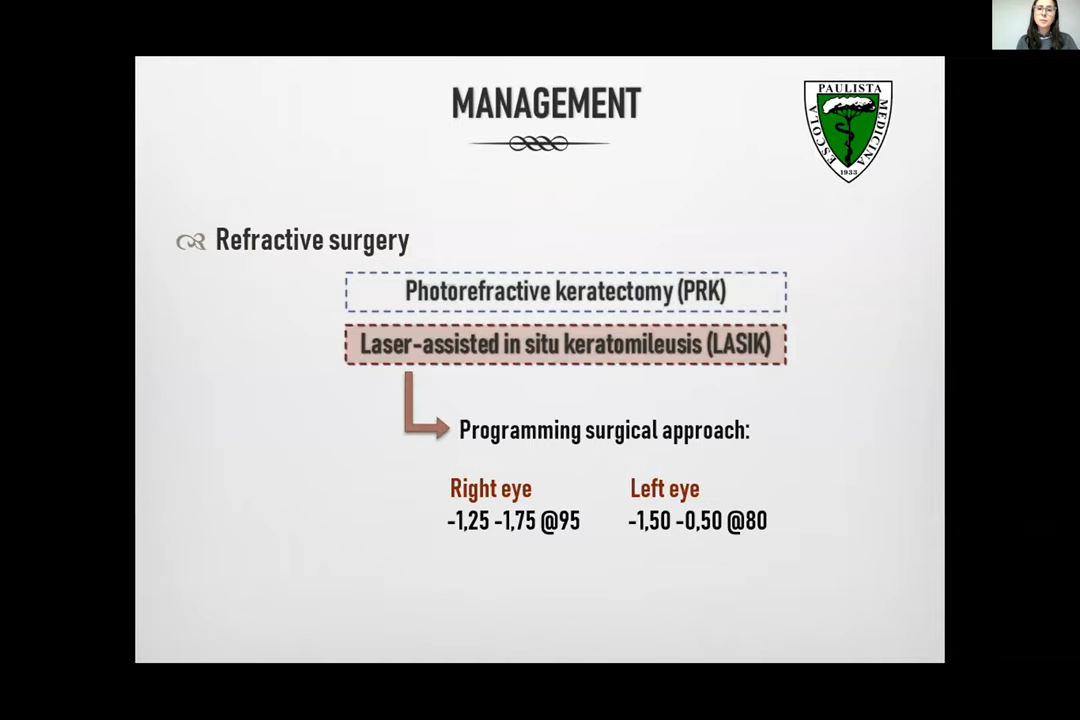 MANAGEMENT
PAULISTA
ESCOLA
MEDICINA
1933
Refractive surgery
Photorefractive keratectomy (PRK)
Laser-assisted in situ keratomileusis (LASIK)
Programming surgical approach:
Right eye
Left eye
-1,25 -1,75 @95
-1,50 -0,50 @80